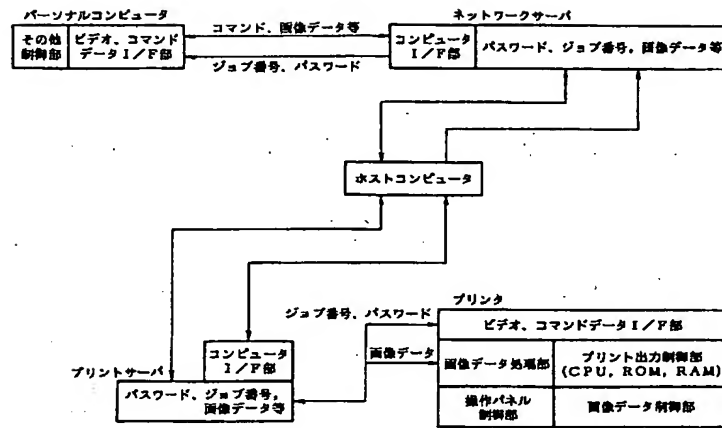 パーソナルコンピュータ
その他
制御部
ビデオ、コマンド
データI/F部
コマンド、画像データ等
ジョブ番号、パスワード
ネットワークサーバ
コンピュータ
I/F部
パスワード、ジョブ番号，画像データ等
ホストコンピュータ
プリントサーバ
コンピュータ
I/F部
パスワード、ジョブ番号，
画像データ等
ジョブ番号、パスワード
画像データ
プリンタ
ビデオ、コマンドデータI/F部
画像データ処理部
プリント出力制御部
(CPU, ROM, RAM)
操作パネル
制御部
画像データ制御部